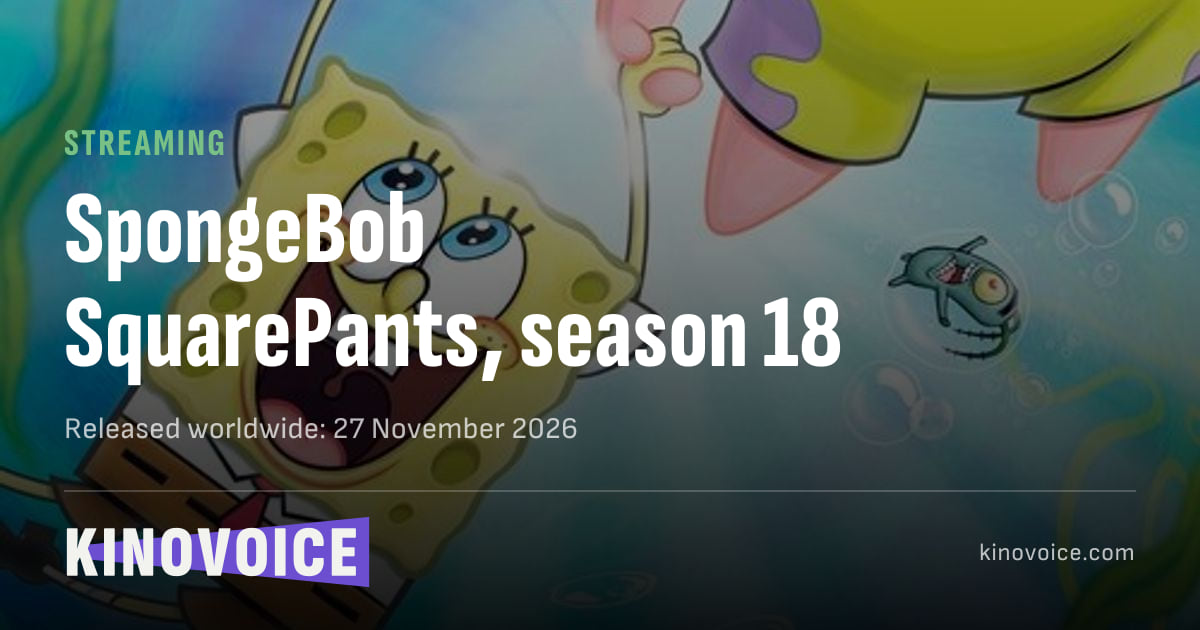 STREAMING
SpongeBob
SquarePants, season 18
Released worldwide: 27 November 2026
KINOVOICE
kinovoice.com